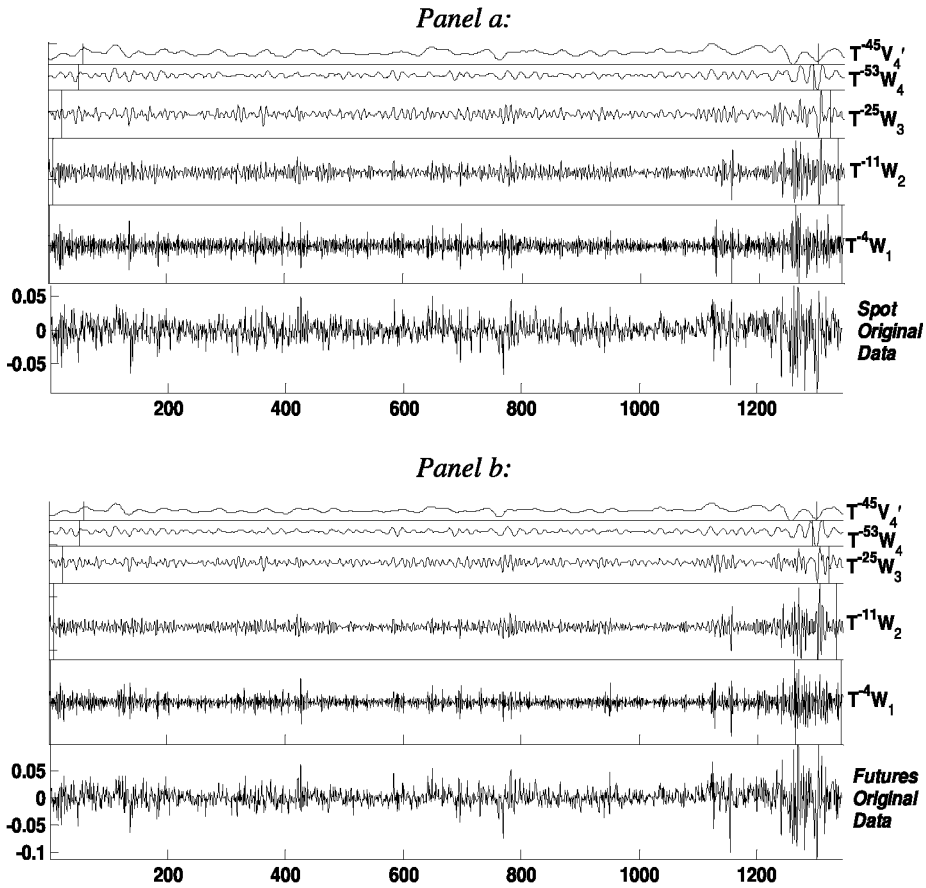 Panel a:
T⁻⁴⁵V₄'
T⁻⁵³W₄
T⁻²⁵W₃
T⁻¹¹W₂
T⁻⁴W₁
0.05
0
-0.05
Spot
Original
Data
200 400 600 800 1000 1200
Panel b:
T⁻⁴⁵V₄'
T⁻⁵³W₄
T⁻²⁵W₃
T⁻¹¹W₂
T⁻⁴W₁
0.05
0
-0.05
-0.1
Futures
Original
Data
200 400 600 800 1000 1200